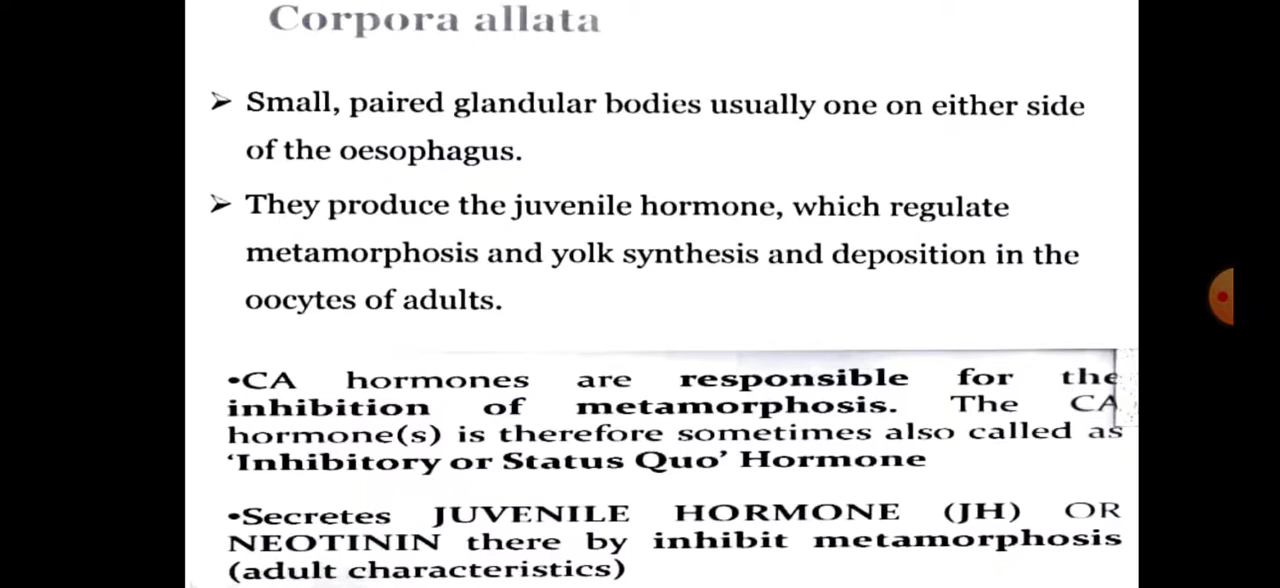 Corpora allata
➢ Small, paired glandular bodies usually one on either side
of the oesophagus.
➢ They produce the juvenile hormone, which regulate
metamorphosis and yolk synthesis and deposition in the
oocytes of adults.
•CA hormones are responsible for the
inhibition of metamorphosis. The CA
hormone(s) is therefore sometimes also called as
‘Inhibitory or Status Quo’ Hormone
•Secretes JUVENILE HORMONE (JH) OR
NEOTININ there by inhibit metamorphosis
(adult characteristics)